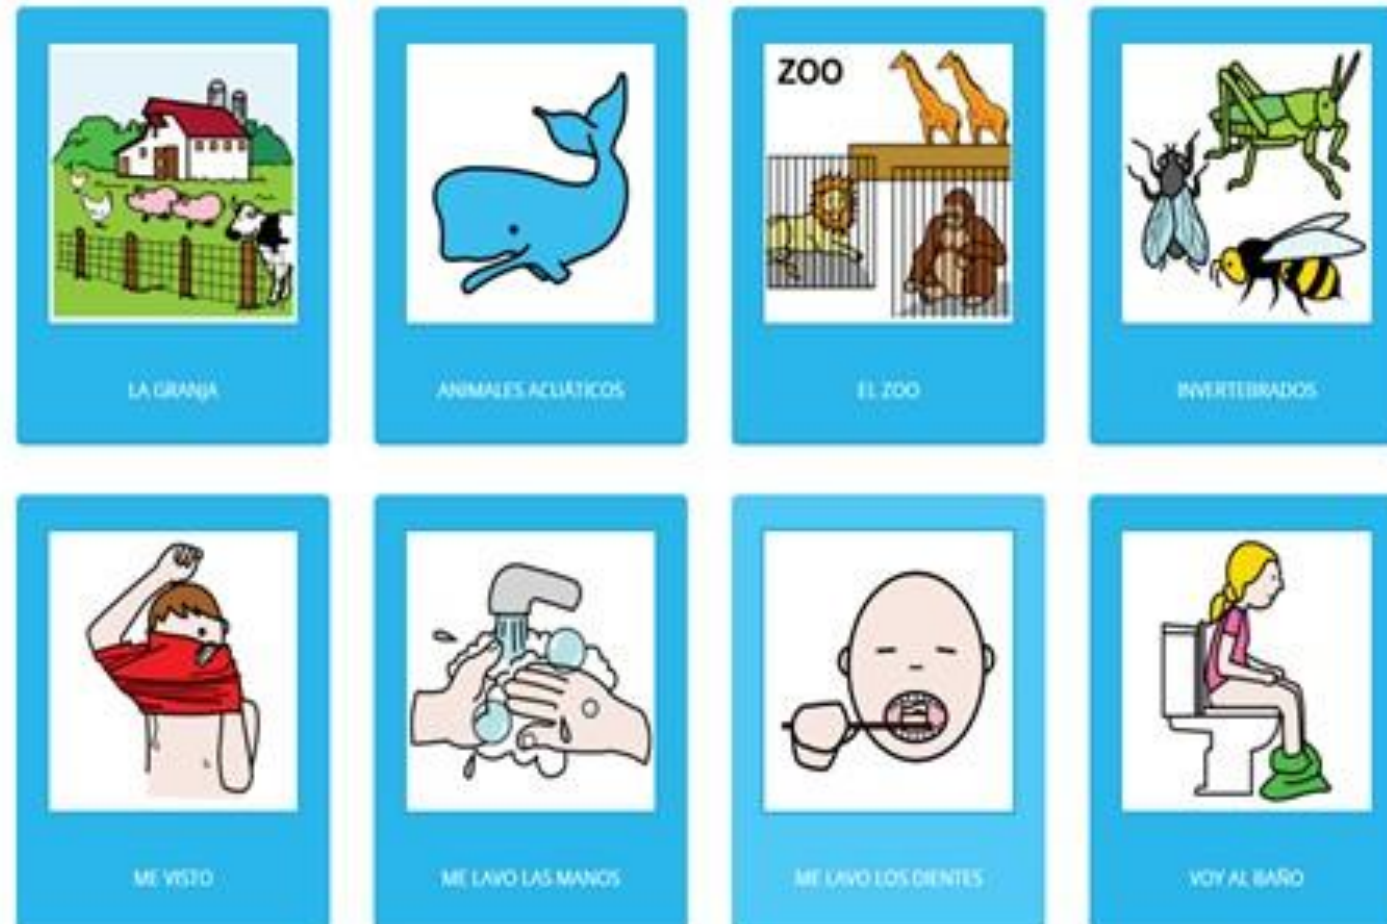 ZOO
LA GRANJA
ANIMALES ACUÁTICOS
EL ZOO
INVERTEBRADOS
ME VISTO
ME LAVO LAS MANOS
ME LAVO LOS DIENTES
VOY AL BAÑO